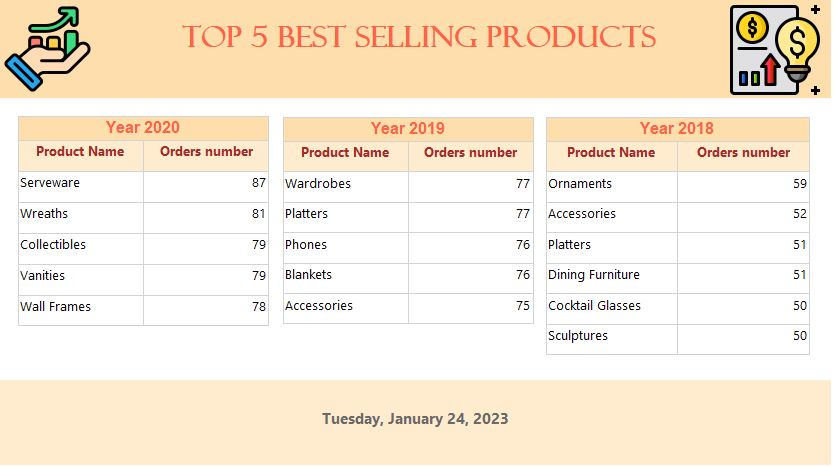 TOP 5 BEST SELLING PRODUCTS
Year 2020
Product Name Orders number
Serveware 87
Wreaths 81
Collectibles 79
Vanities 79
Wall Frames 78
Year 2019
Product Name Orders number
Wardrobes 77
Platters 77
Phones 76
Blankets 76
Accessories 75
Year 2018
Product Name Orders number
Ornaments 59
Accessories 52
Platters 51
Dining Furniture 51
Cocktail Glasses 50
Sculptures 50
Tuesday, January 24, 2023